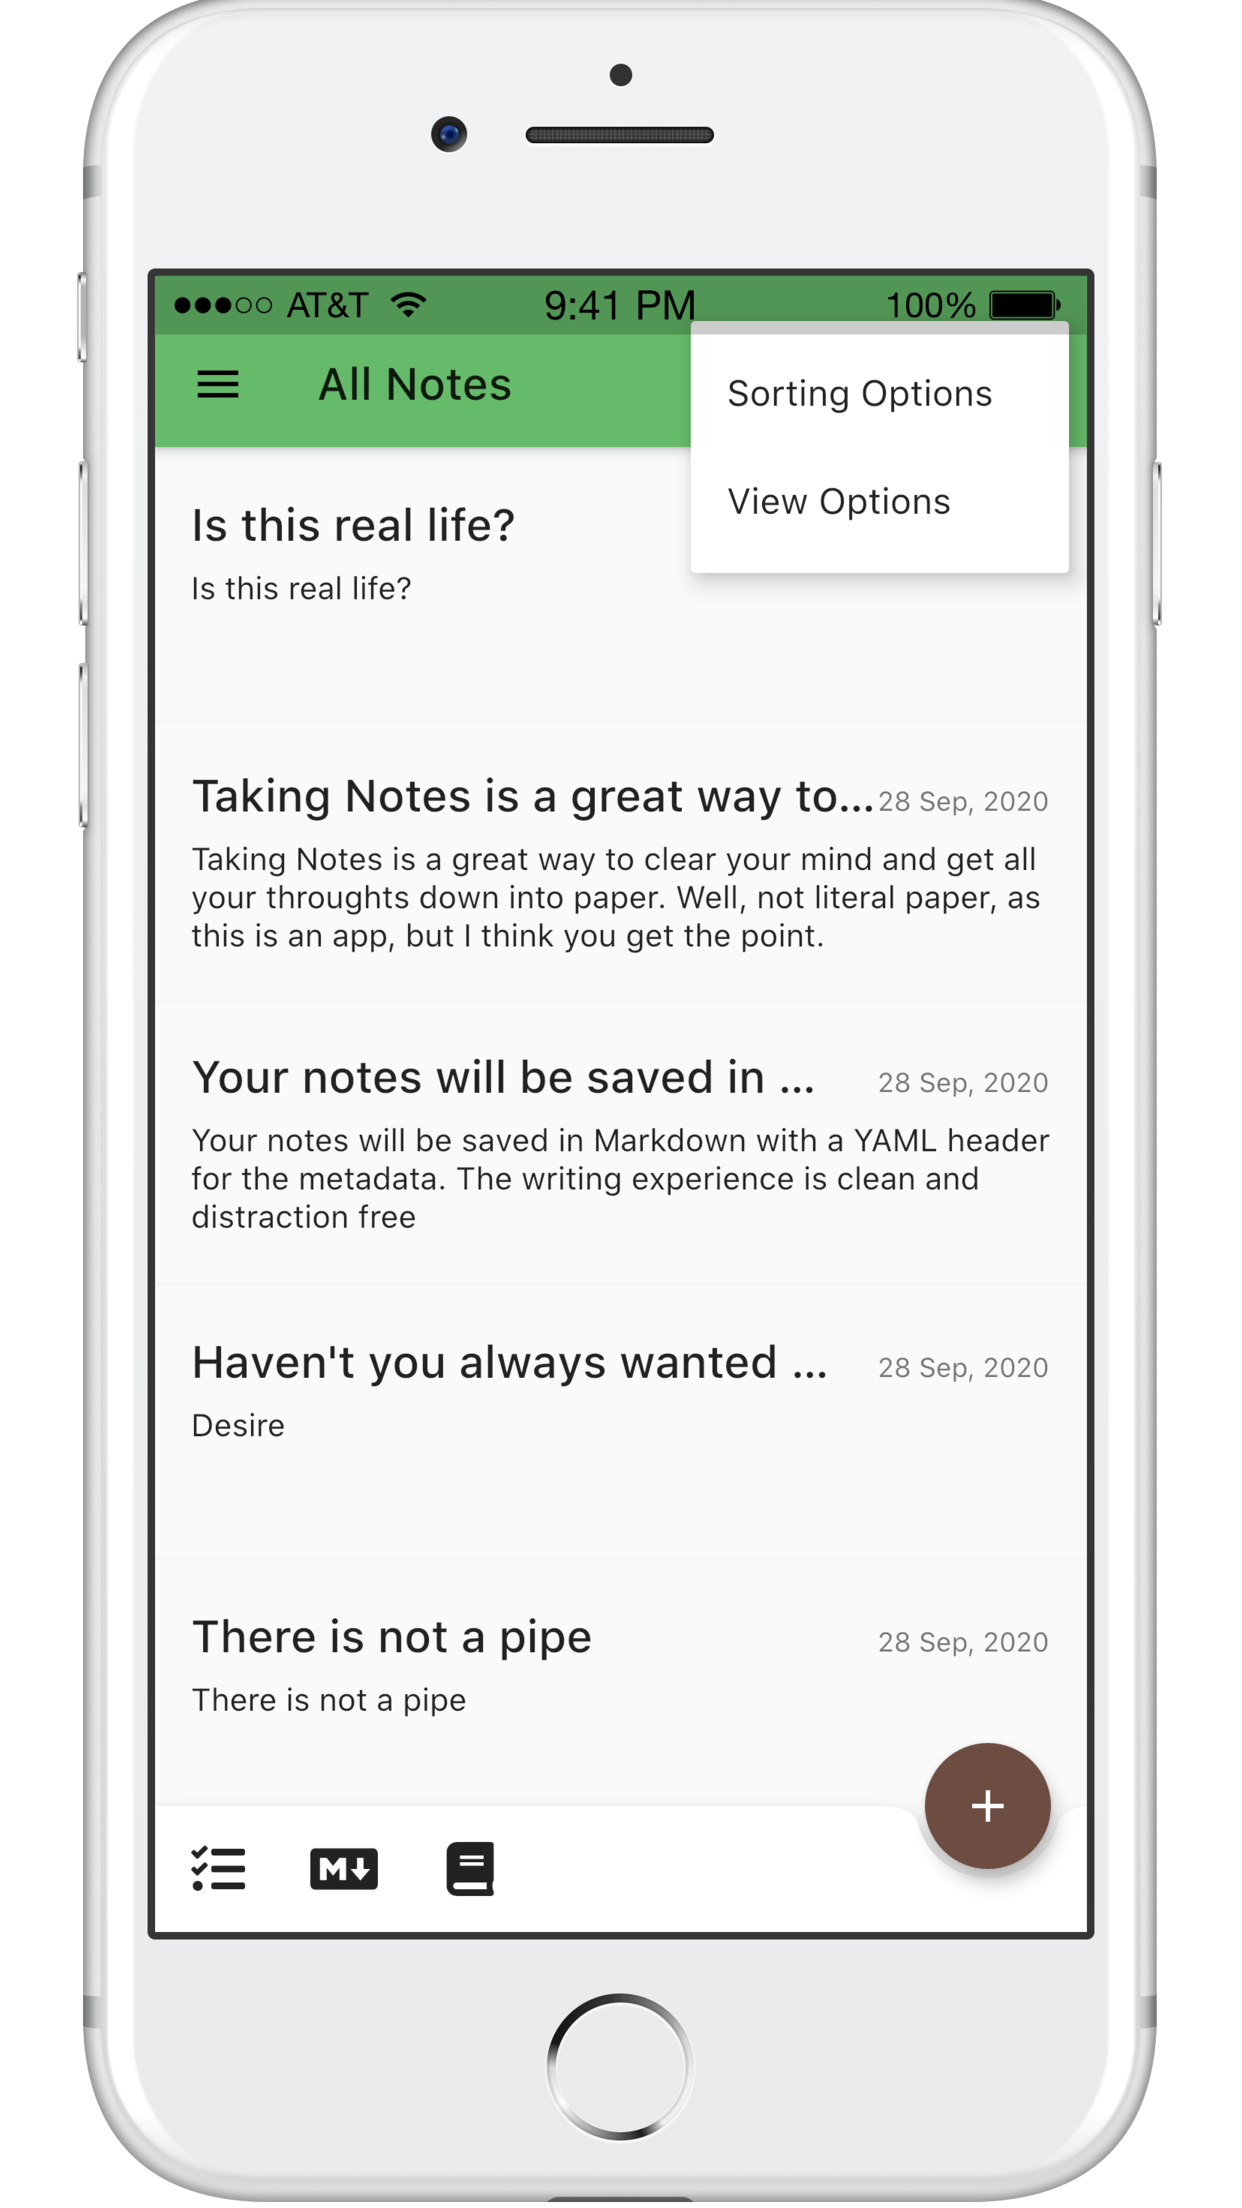 ●●●○○ AT&T 9:41 PM 100%
All Notes
Sorting Options
View Options
Is this real life?
Is this real life?
Taking Notes is a great way to... 28 Sep, 2020
Taking Notes is a great way to clear your mind and get all
your throughts down into paper. Well, not literal paper, as
this is an app, but I think you get the point.
Your notes will be saved in ... 28 Sep, 2020
Your notes will be saved in Markdown with a YAML header
for the metadata. The writing experience is clean and
distraction free
Haven't you always wanted ... 28 Sep, 2020
Desire
There is not a pipe 28 Sep, 2020
There is not a pipe
+
M